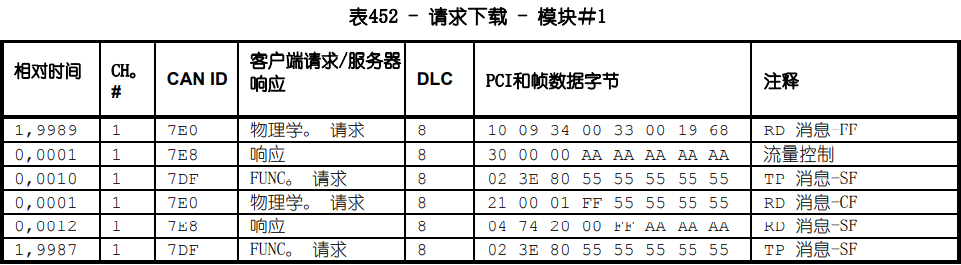 表452 - 请求下载 - 模块#1
相对时间 CH。# CAN ID 客户端请求/服务器响应 DLC PCI和帧数据字节 注释
1,9989 1 7E0 物理学。 请求 8 10 09 34 00 33 00 19 68 RD 消息-FF
0,0001 1 7E8 响应 8 30 00 00 AA AA AA AA AA 流量控制
0,0010 1 7DF FUNC。 请求 8 02 3E 80 55 55 55 55 55 TP 消息-SF
0,0001 1 7E0 物理学。 请求 8 21 00 01 FF 55 55 55 55 RD 消息-CF
0,0012 1 7E8 响应 8 04 74 20 00 FF AA AA AA RD 消息-SF
1,9987 1 7DF FUNC。 请求 8 02 3E 80 55 55 55 55 55 TP 消息-SF